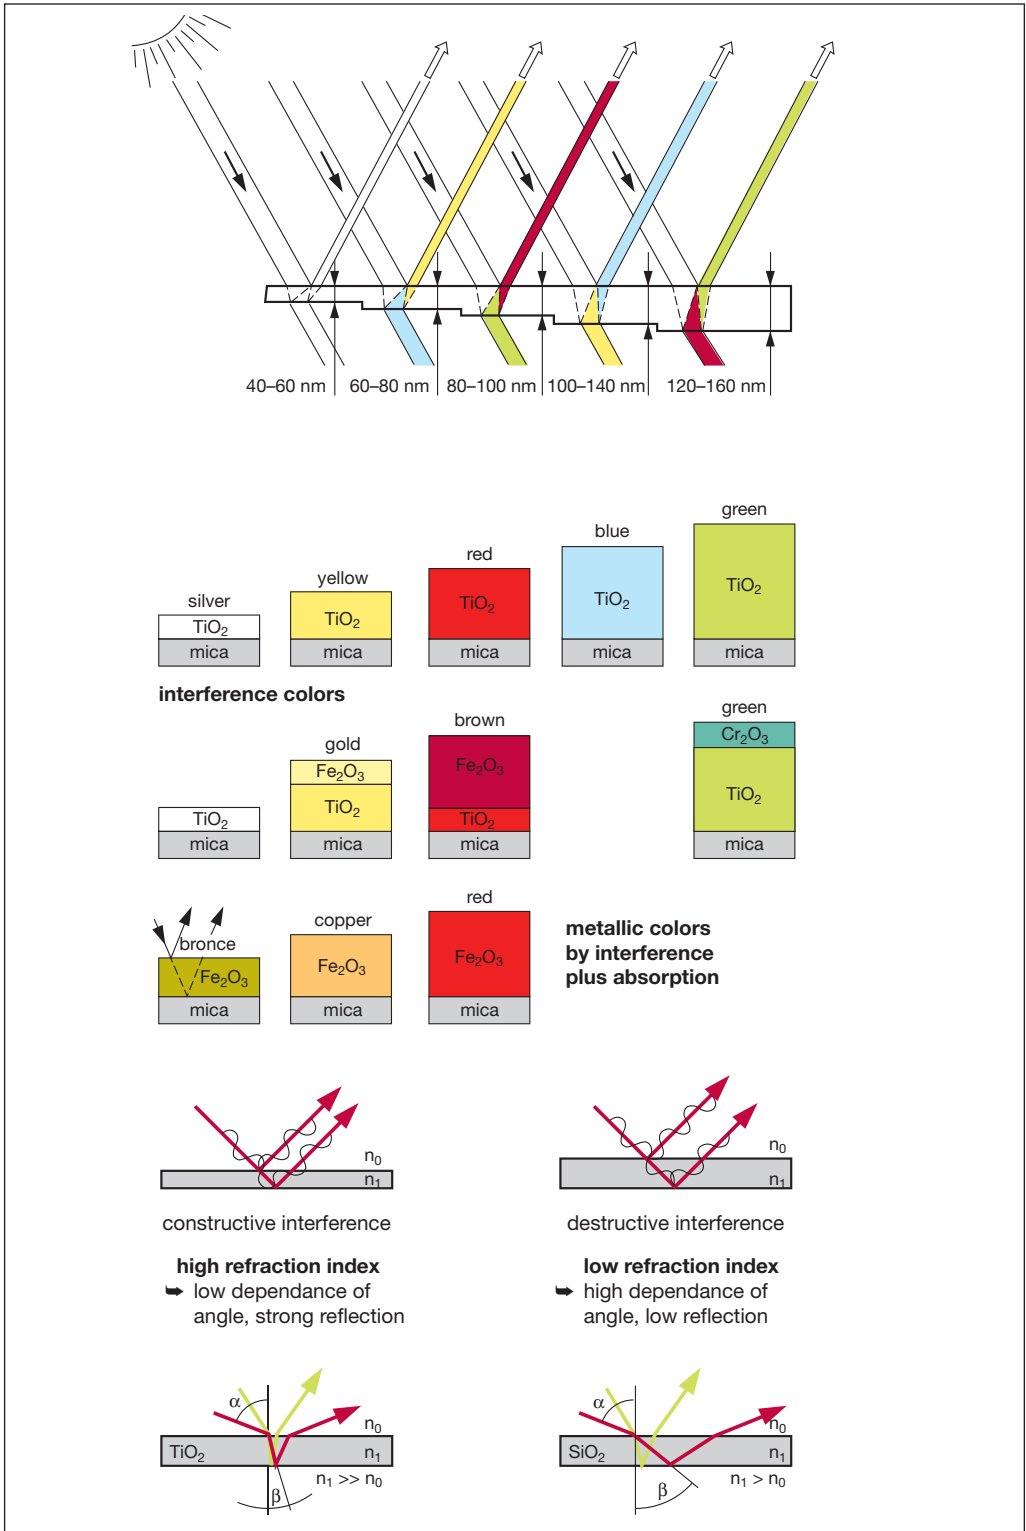 40–60 nm 60–80 nm 80–100 nm 100–140 nm 120–160 nm
silver yellow red blue green
TiO₂ TiO₂ TiO₂ TiO₂ TiO₂
mica mica mica mica mica
interference colors
gold brown green
TiO₂ Fe₂O₃ TiO₂ Fe₂O₃ TiO₂ Cr₂O₃ TiO₂
mica mica mica mica
bronce copper red
Fe₂O₃ Fe₂O₃ Fe₂O₃
mica mica mica
metallic colors
by interference
plus absorption
n₀
n₁
constructive interference
n₀
n₁
destructive interference
high refraction index
➥ low dependance of
angle, strong reflection
low refraction index
➥ high dependance of
angle, low reflection
α
n₀
TiO₂ n₁
β n₁ >> n₀
α
n₀
SiO₂ n₁
β n₁ > n₀